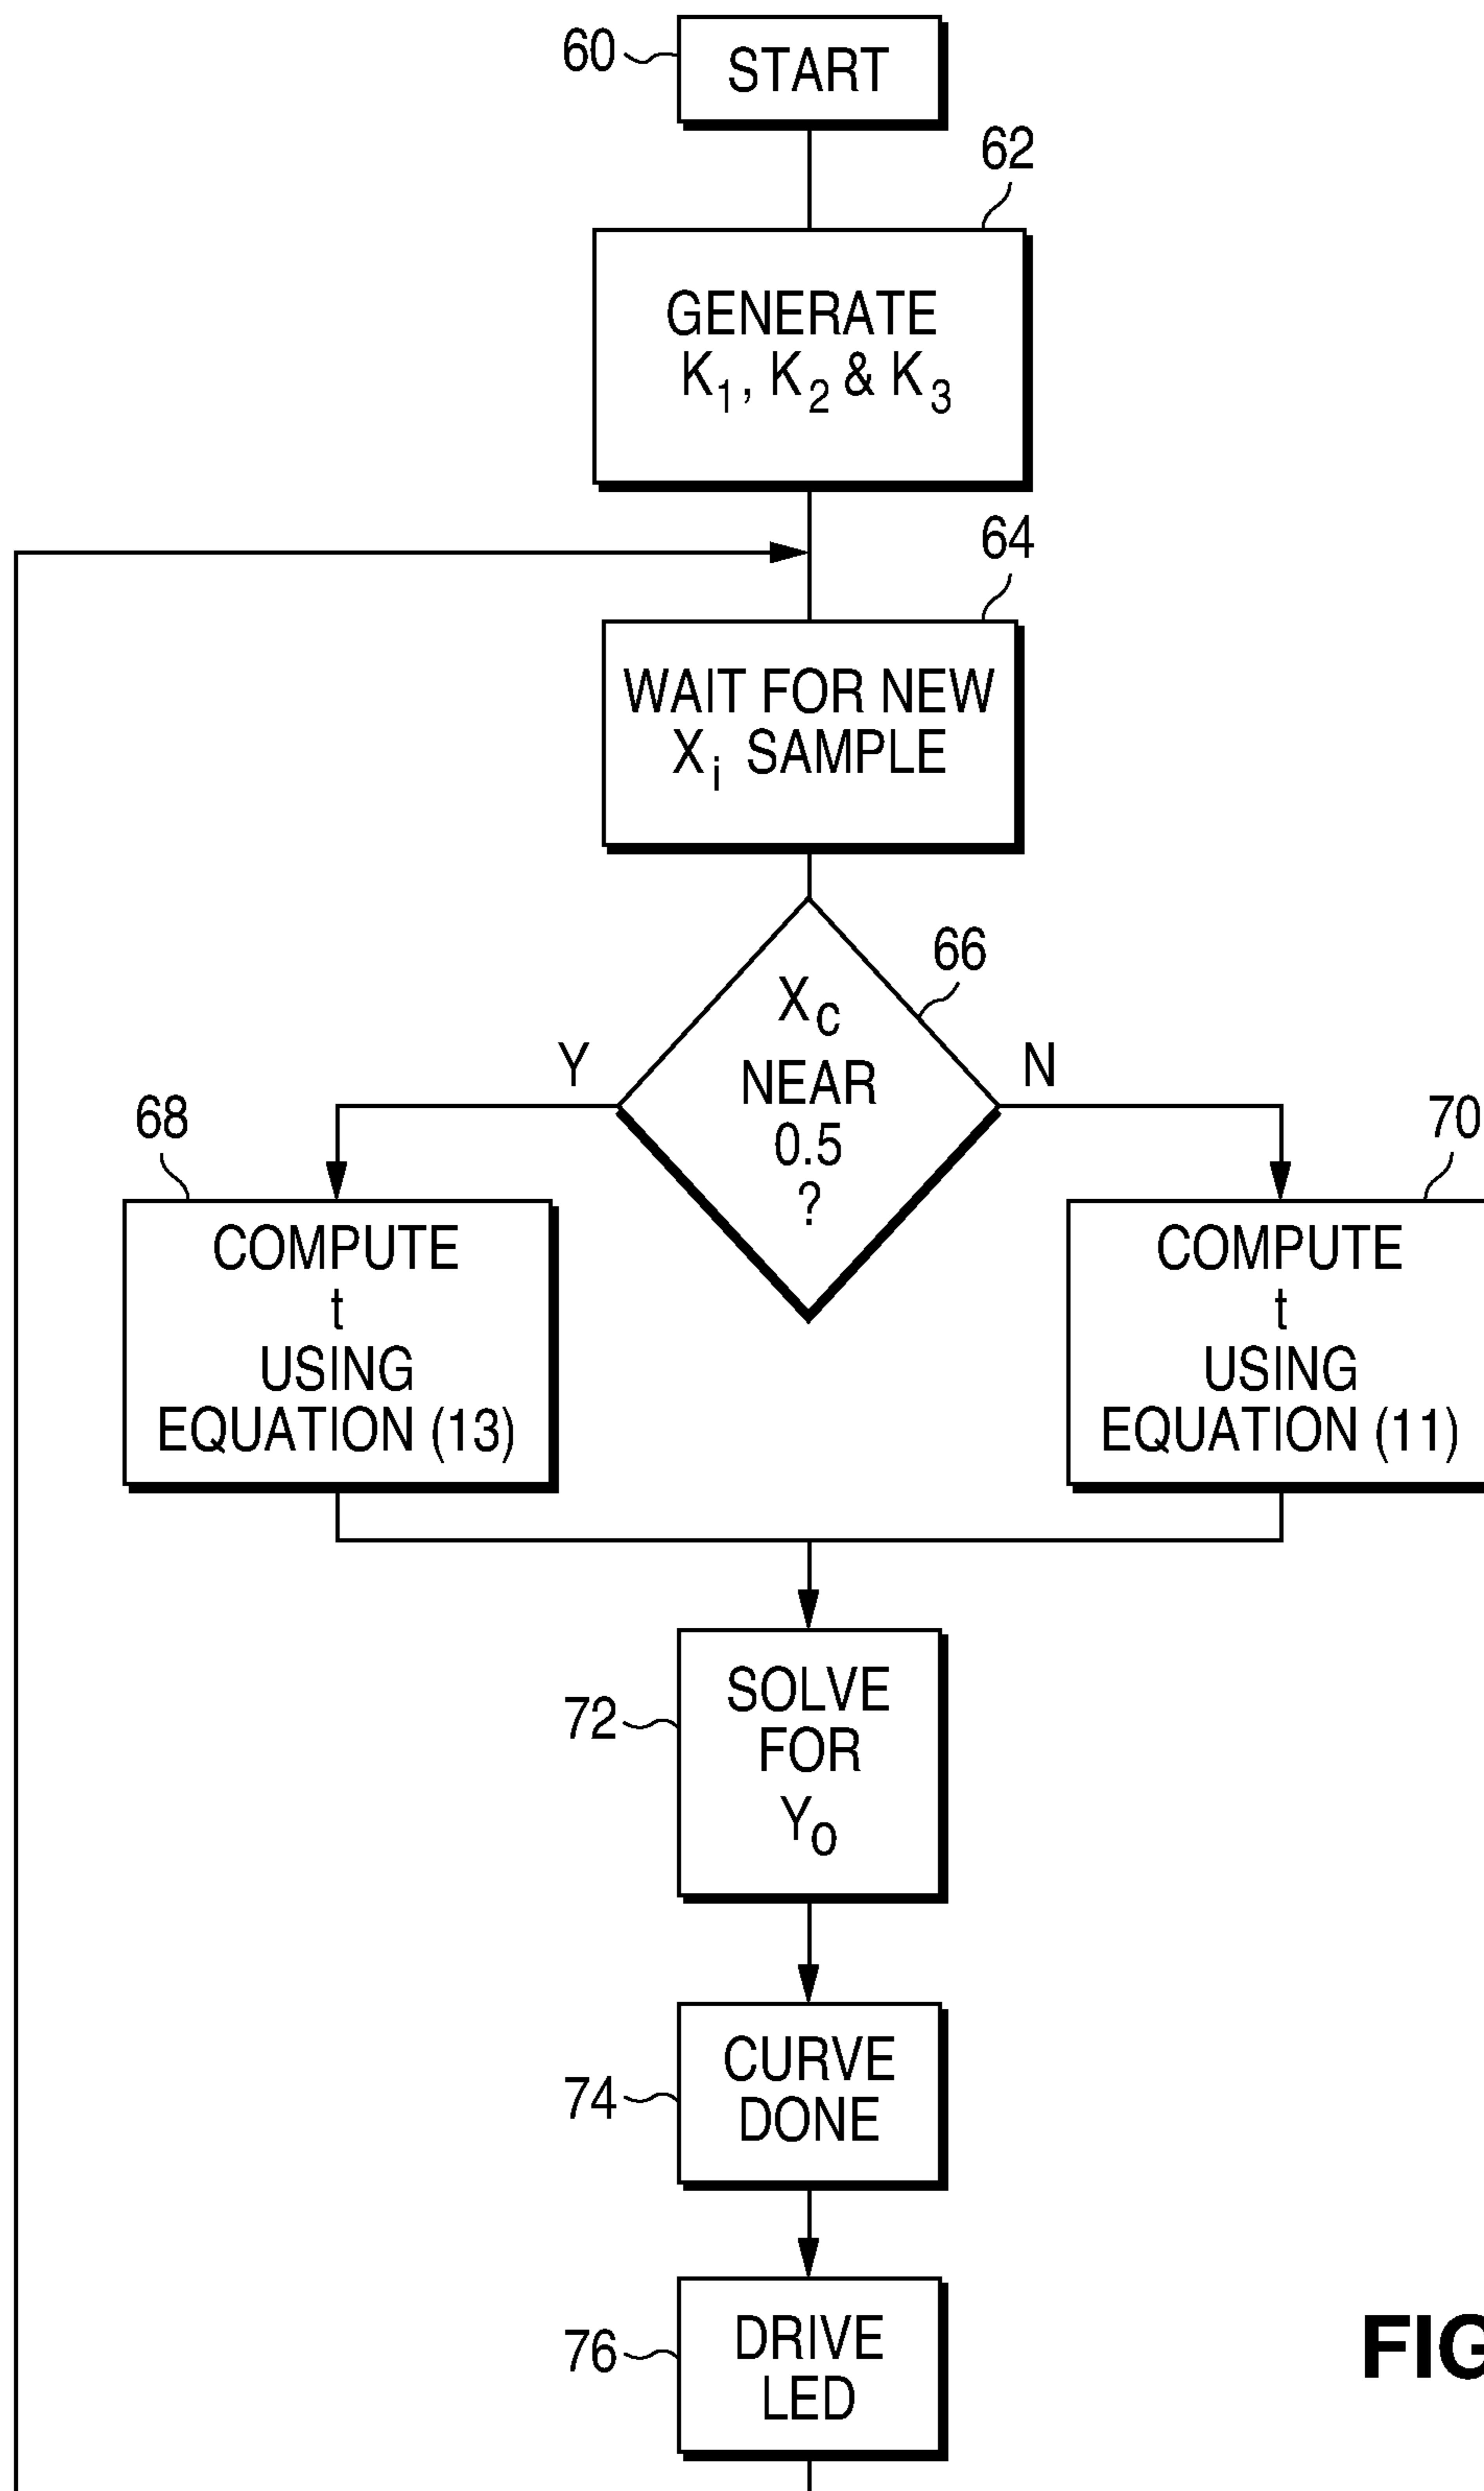 60
START
62
GENERATE
K1, K2 & K3
64
WAIT FOR NEW
Xi SAMPLE
66
XC
NEAR
0.5
?
Y
N
68
COMPUTE
t
USING
EQUATION (13)
70
COMPUTE
t
USING
EQUATION (11)
72
SOLVE
FOR
YO
74
CURVE
DONE
76
DRIVE
LED
FIG